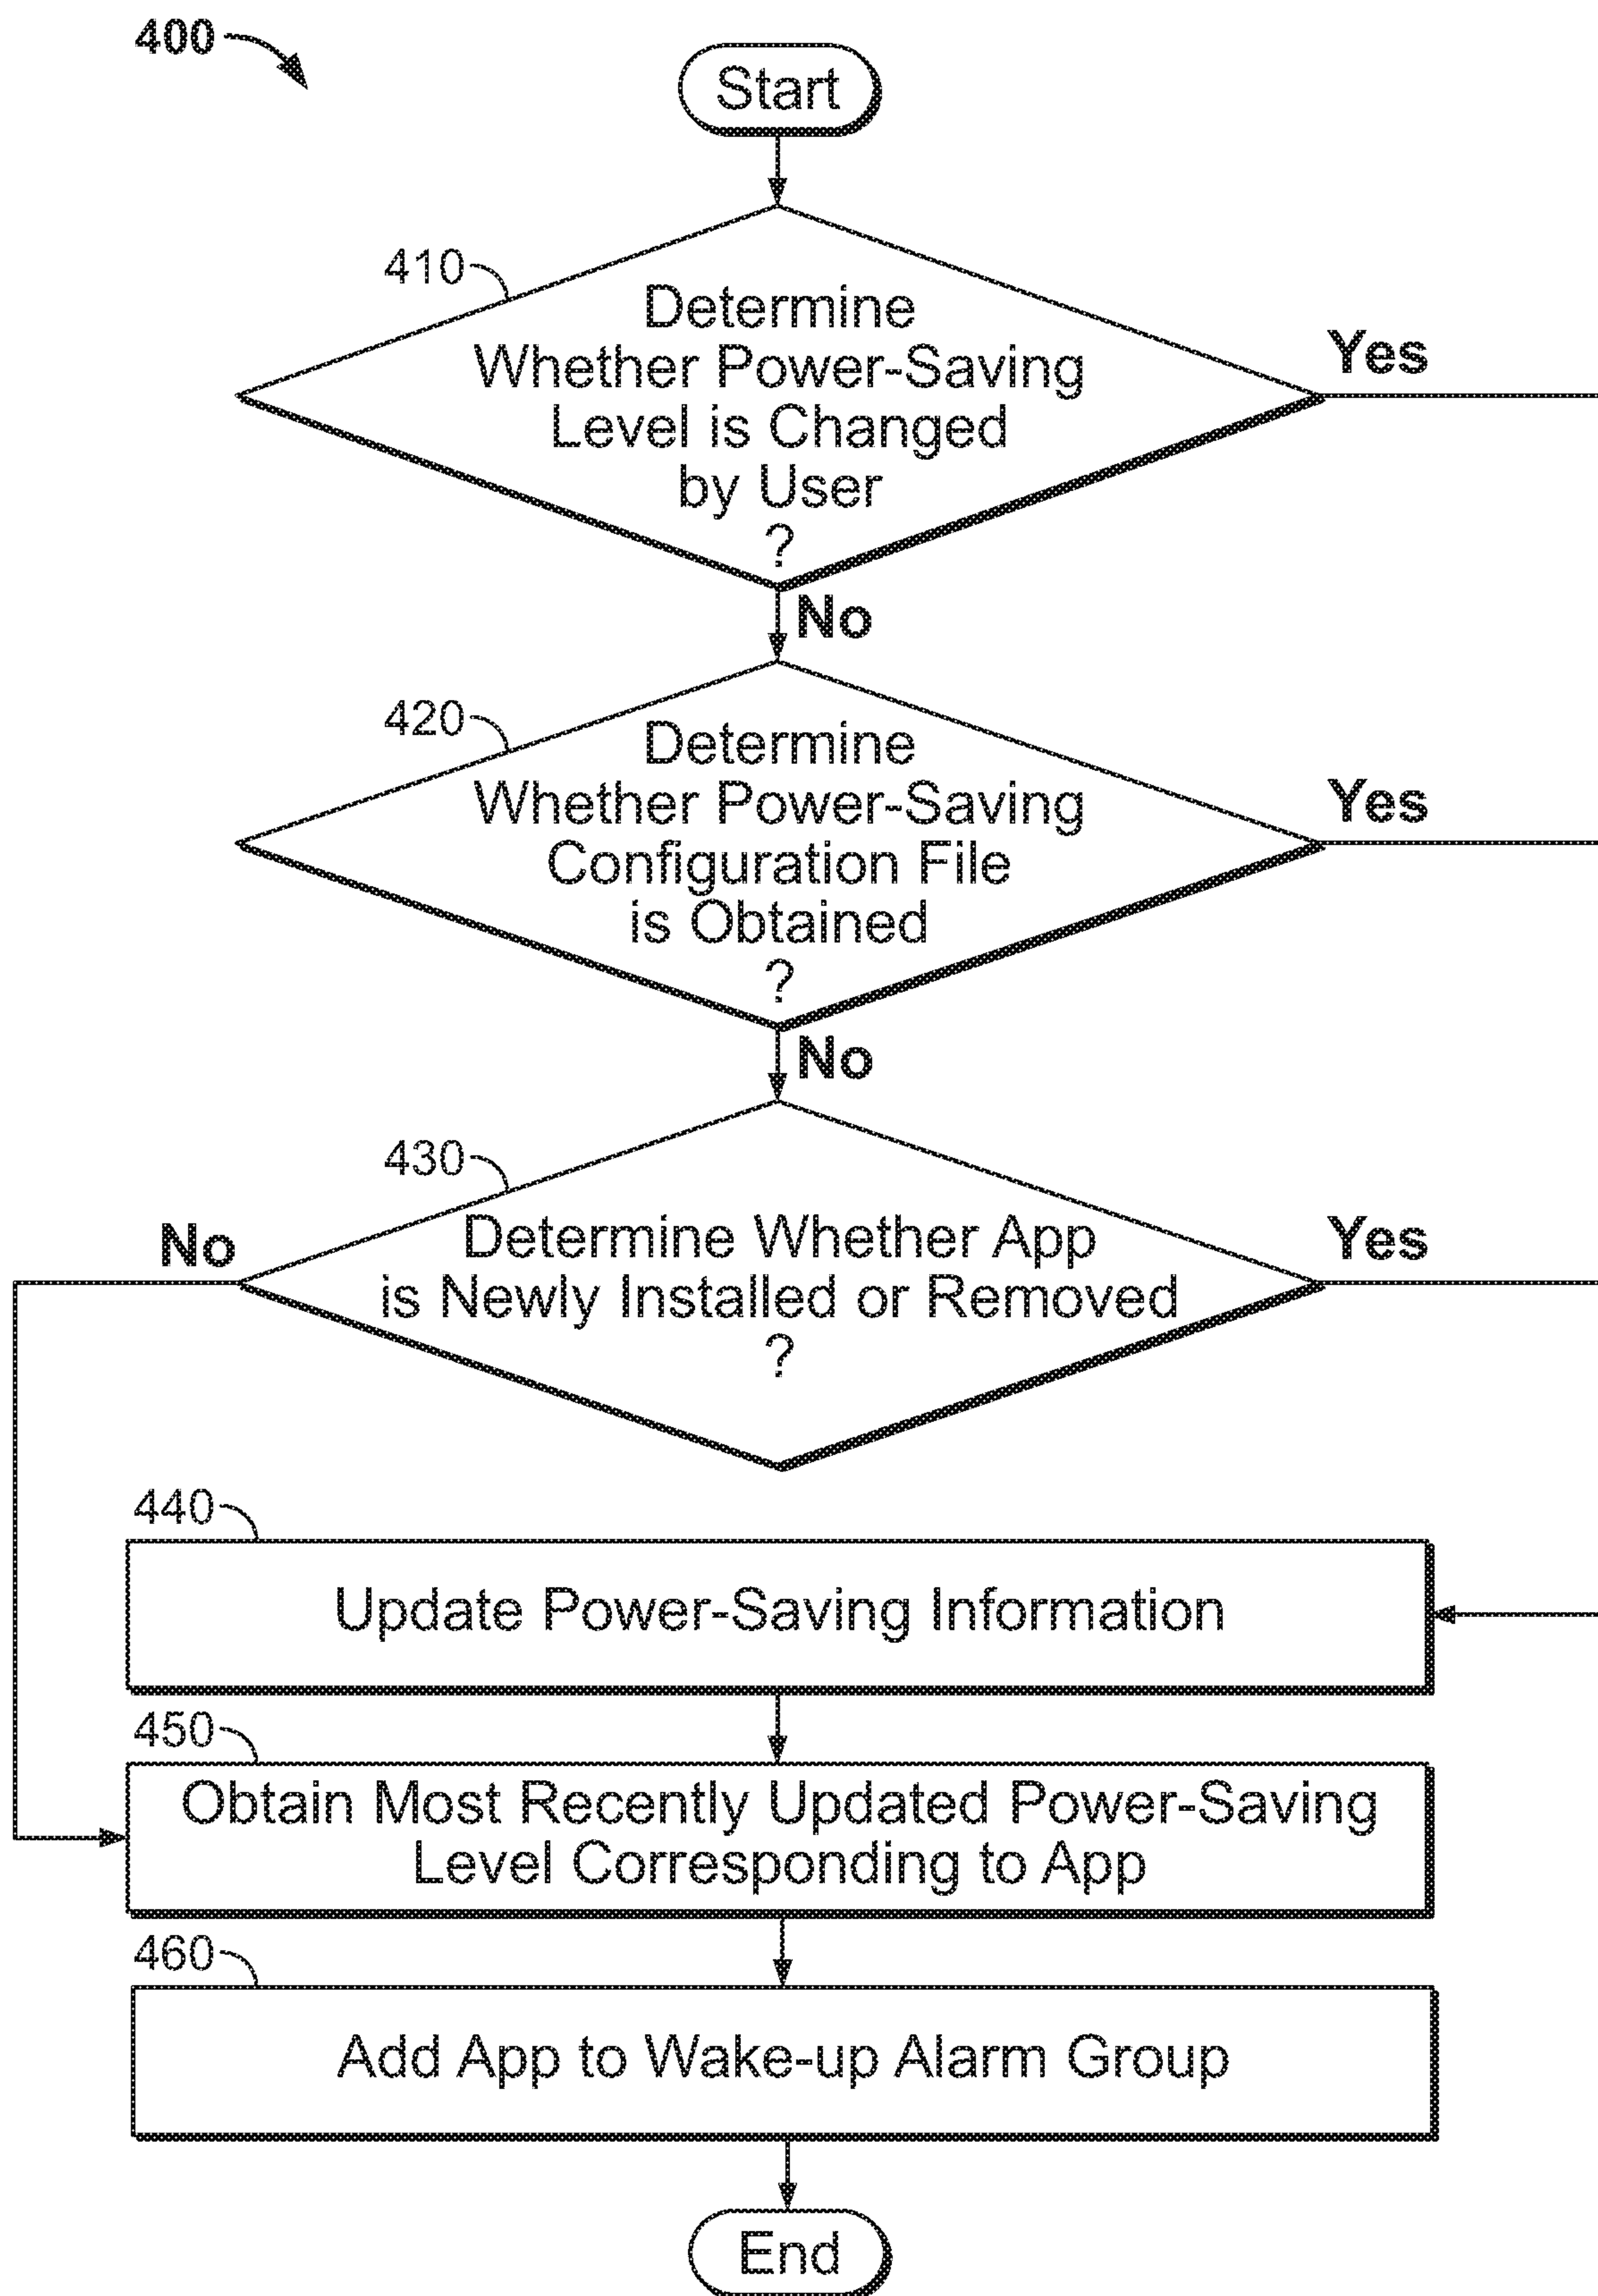 400
Start
410
Determine
Whether Power-Saving
Level is Changed
by User
?
Yes
No
420
Determine
Whether Power-Saving
Configuration File
is Obtained
?
Yes
No
430
No
Determine Whether App
is Newly Installed or Removed
?
Yes
440
Update Power-Saving Information
450
Obtain Most Recently Updated Power-Saving
Level Corresponding to App
460
Add App to Wake-up Alarm Group
End